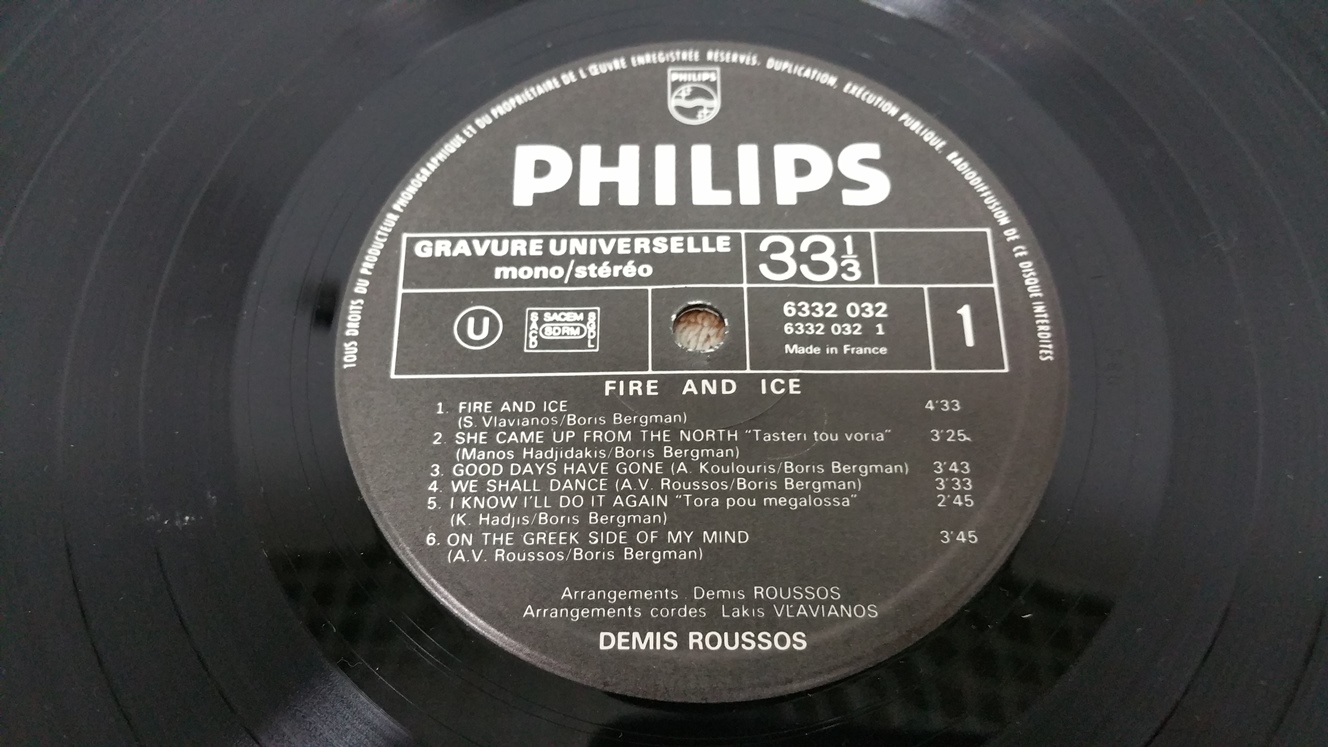 TOUS DROITS DU PRODUCTEUR PHONOGRAPHIQUE ET DU PROPRIÉTAIRE DE L'ŒUVRE ENREGISTRÉE RÉSERVÉS. DUPLICATION, EXÉCUTION PUBLIQUE, RADIODIFFUSION DE CE DISQUE INTERDITES
PHILIPS
PHILIPS
GRAVURE UNIVERSELLE
mono/stéréo
33 1/3
U
SACEM
SACD
SDRM
SGDL
6332 032
6332 032 1
Made in France
1
FIRE AND ICE
1. FIRE AND ICE 4'33
(S. Vlavianos/Boris Bergman)
2. SHE CAME UP FROM THE NORTH "Tasteri tou voria" 3'25
(Manos Hadjidakis/Boris Bergman)
3. GOOD DAYS HAVE GONE (A. Koulouris/Boris Bergman) 3'43
4. WE SHALL DANCE (A.V. Roussos/Boris Bergman) 3'33
5. I KNOW I'LL DO IT AGAIN "Tora pou megalossa" 2'45
(K. Hadjis/Boris Bergman)
6. ON THE GREEK SIDE OF MY MIND 3'45
(A.V. Roussos/Boris Bergman)
Arrangements Demis ROUSSOS
Arrangements cordes Lakis VLAVIANOS
DEMIS ROUSSOS